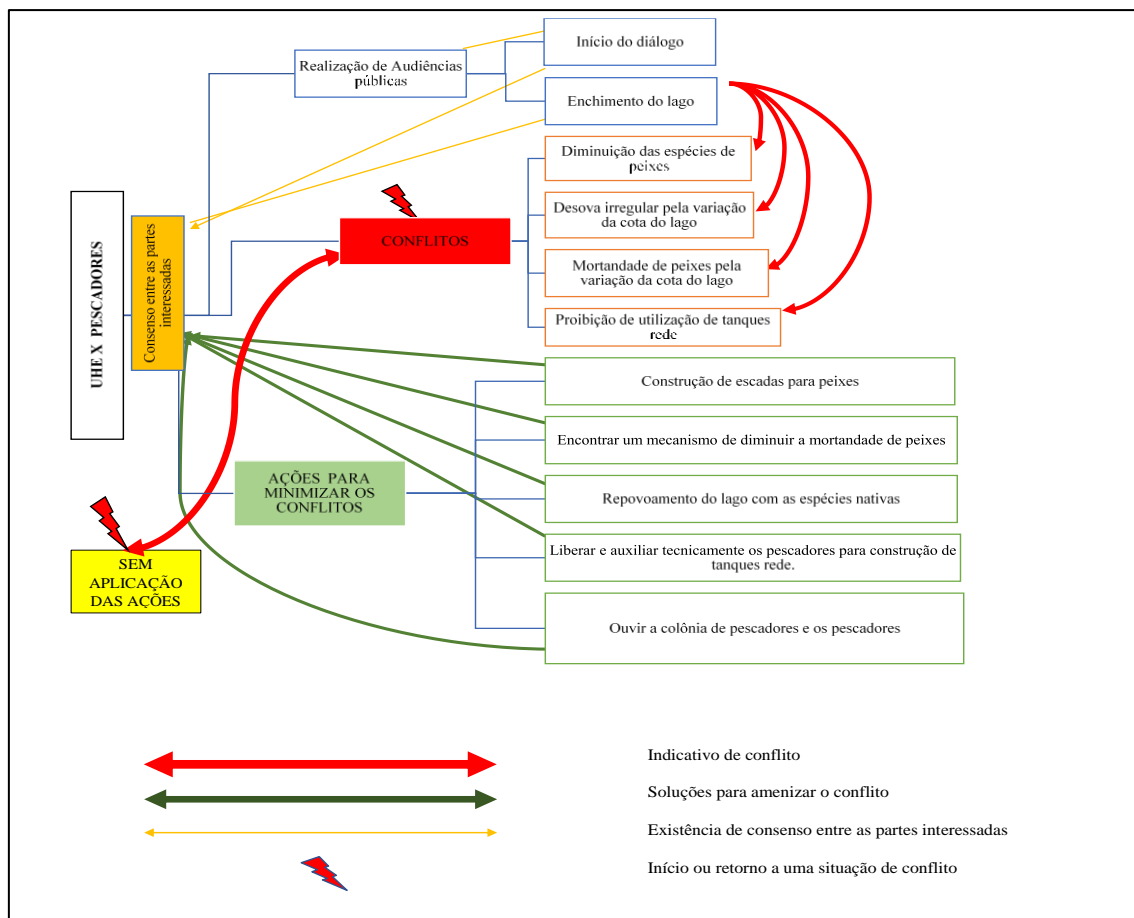 Início do diálogo
Realização de Audiências
públicas
Enchimento do lago
Diminuição das espécies de
peixes
Desova irregular pela variação
da cota do lago
CONFLITOS
Mortandade de peixes pela
variação da cota do lago
Proibição de utilização de tanques
rede
UHE X PESCADORES
Consenso entre as partes
interessadas
Construção de escadas para peixes
Encontrar um mecanismo de diminuir a mortandade de peixes
AÇÕES PARA
MINIMIZAR OS
CONFLITOS
Repovoamento do lago com as espécies nativas
Liberar e auxiliar tecnicamente os pescadores para construção de
tanques rede.
SEM
APLICAÇÃO
DAS AÇÕES
Ouvir a colônia de pescadores e os pescadores
Indicativo de conflito
Soluções para amenizar o conflito
Existência de consenso entre as partes interessadas
Início ou retorno a uma situação de conflito